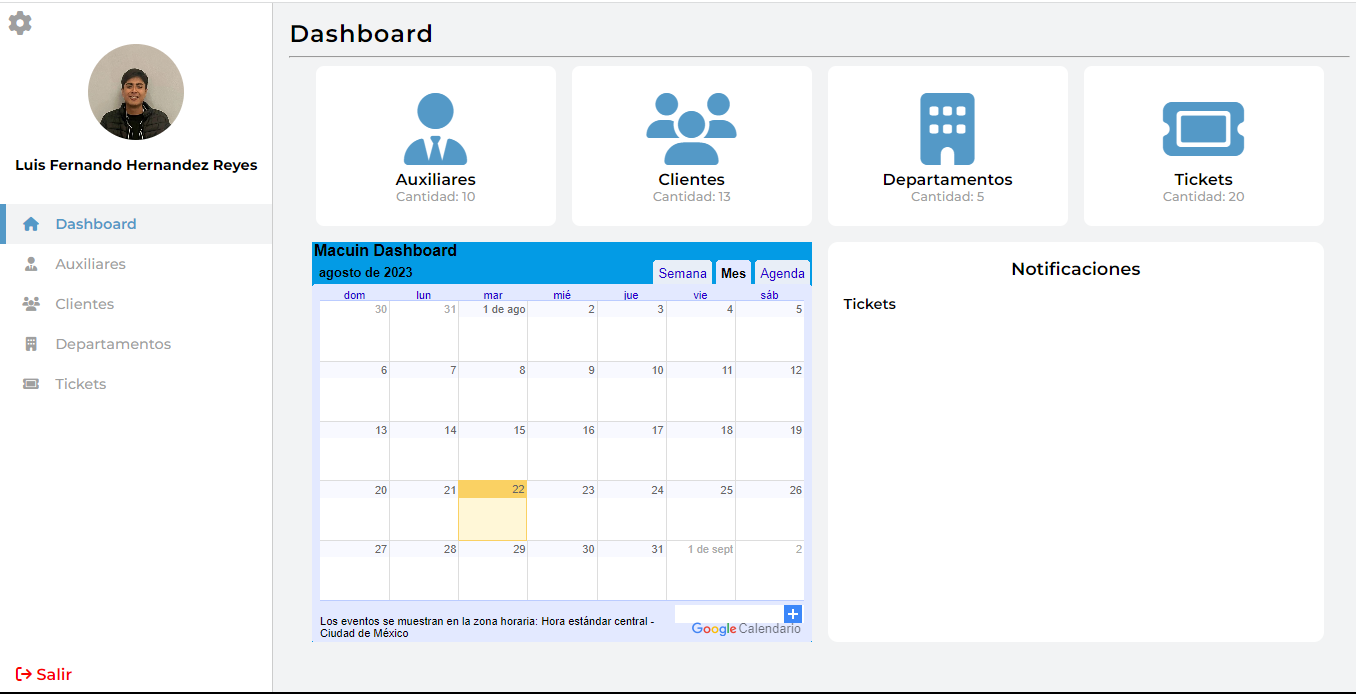 Dashboard
Luis Fernando Hernandez Reyes
Dashboard
Auxiliares
Clientes
Departamentos
Tickets
Salir
Auxiliares
Cantidad: 10
Clientes
Cantidad: 13
Departamentos
Cantidad: 5
Tickets
Cantidad: 20
Macuin Dashboard
agosto de 2023
Semana Mes Agenda
dom lun mar mié jue vie sáb
30 31 1 de ago 2 3 4 5
6 7 8 9 10 11 12
13 14 15 16 17 18 19
20 21 22 23 24 25 26
27 28 29 30 31 1 de sept 2
Los eventos se muestran en la zona horaria: Hora estándar central -
Ciudad de México
Google Calendario
Notificaciones
Tickets